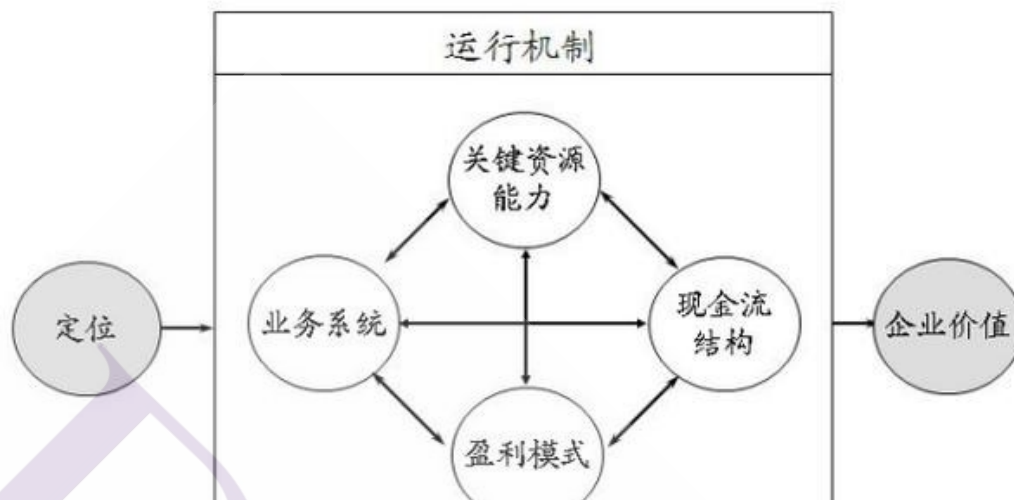 运行机制
关键资源
能力
定位
业务系统
现金流
结构
企业价值
盈利模式